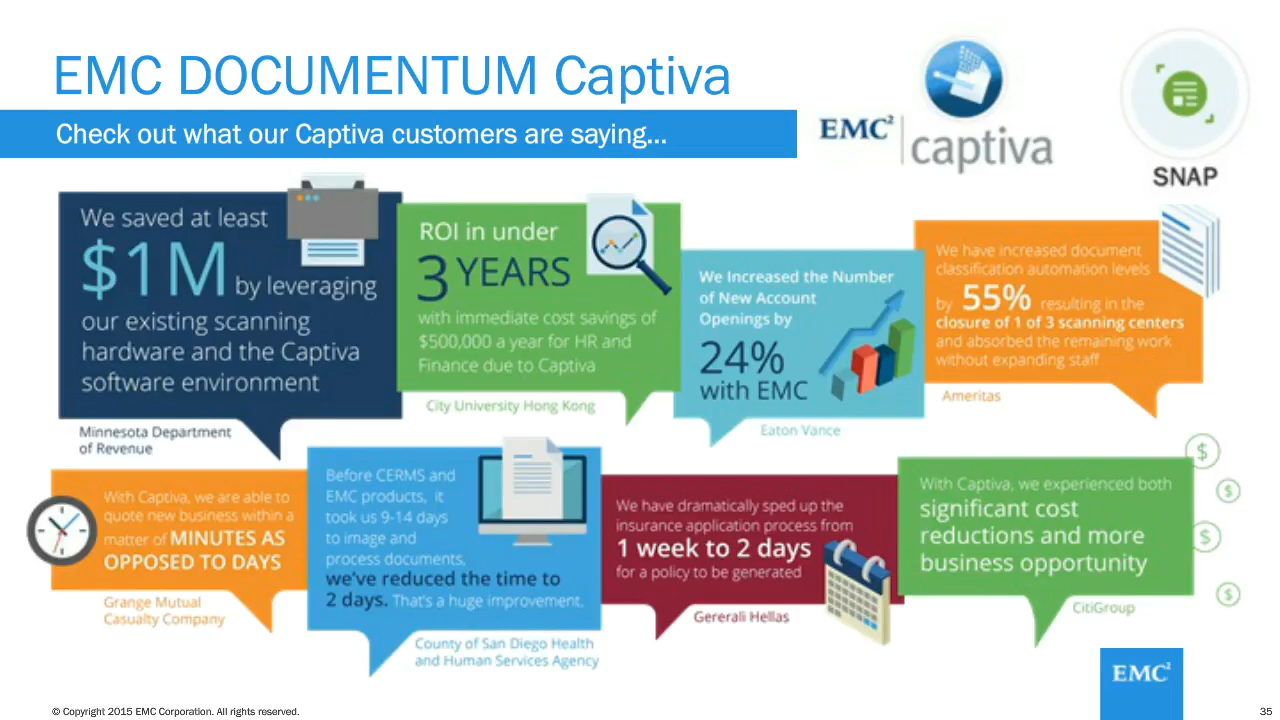 EMC DOCUMENTUM Captiva
Check out what our Captiva customers are saying...
EMC²
captiva
SNAP
We saved at least
$1M by leveraging
our existing scanning
hardware and the Captiva
software environment
Minnesota Department
of Revenue
ROI in under
3 YEARS
with immediate cost savings of
$500,000 a year for HR and
Finance due to Captiva
City University Hong Kong
We Increased the Number
of New Account
Openings by
24%
with EMC
Eaton Vance
We have increased document
classification automation levels
by 55% resulting in the
closure of 1 of 3 scanning centers
and absorbed the remaining work
without expanding staff
Ameritas
With Captiva, we are able to
quote new business within a
matter of MINUTES AS
OPPOSED TO DAYS
Grange Mutual
Casualty Company
Before CERMS and
EMC products, it
took us 9-14 days
to image and
process documents,
we've reduced the time to
2 days. That's a huge improvement.
County of San Diego Health
and Human Services Agency
We have dramatically sped up the
insurance application process from
1 week to 2 days
for a policy to be generated
Gererali Hellas
With Captiva, we experienced both
significant cost
reductions and more
business opportunity
CitiGroup
$
$
$
$
EMC²
© Copyright 2015 EMC Corporation. All rights reserved.
35